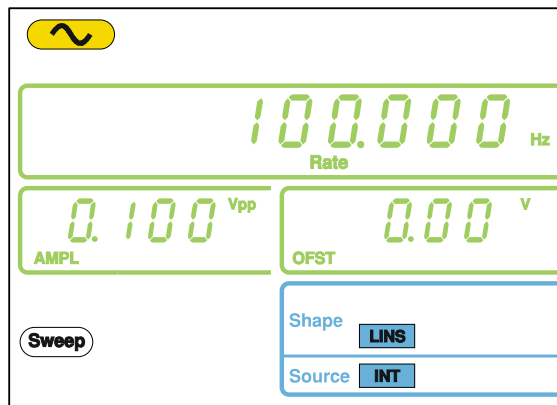 100.000 Hz
Rate
0.100 Vpp
AMPL
0.00 V
OFST
Sweep
Shape LINS
Source INT